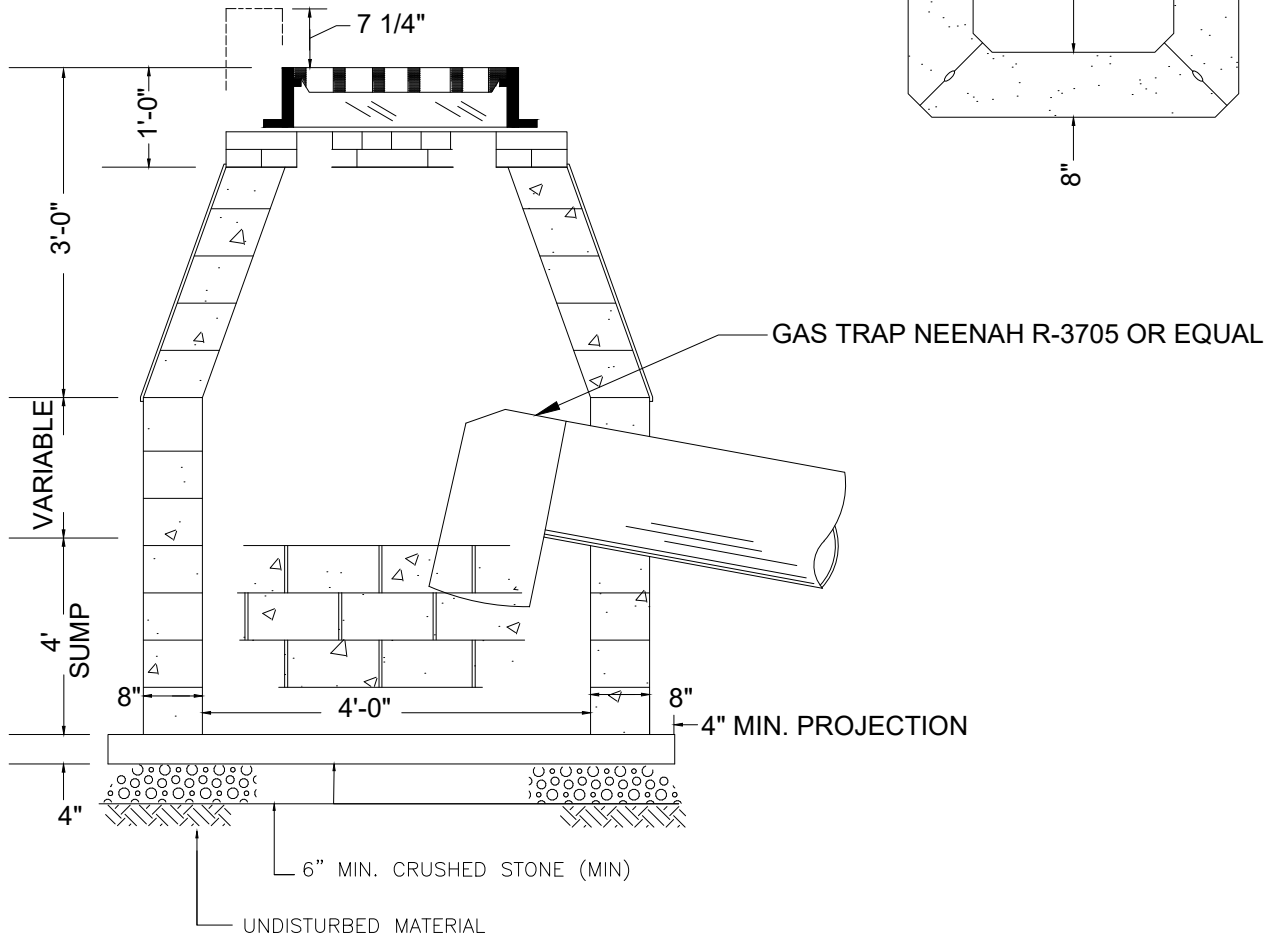 7 1/4"
1'-0"
3'-0"
8"
GAS TRAP NEENAH R-3705 OR EQUAL
VARIABLE
4'
SUMP
8"
4'-0"
8"
4" MIN. PROJECTION
4"
6" MIN. CRUSHED STONE (MIN)
UNDISTURBED MATERIAL